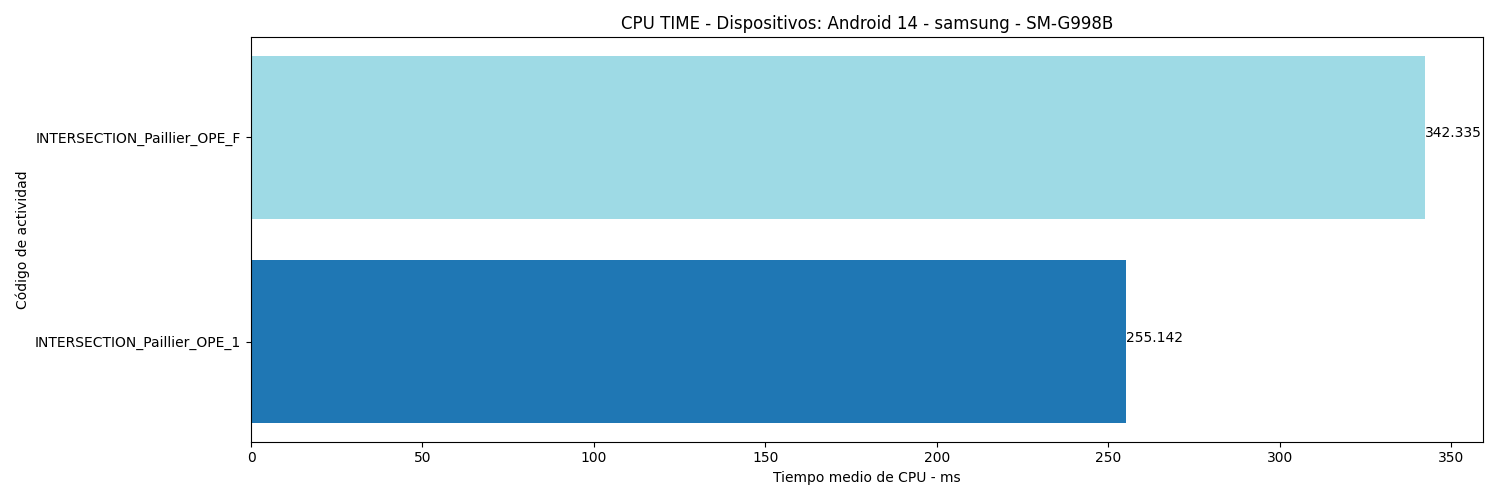 CPU TIME - Dispositivos: Android 14 - samsung - SM-G998B
Código de actividad
INTERSECTION_Paillier_OPE_F
342.335
INTERSECTION_Paillier_OPE_1
255.142
0 50 100 150 200 250 300 350
Tiempo medio de CPU - ms